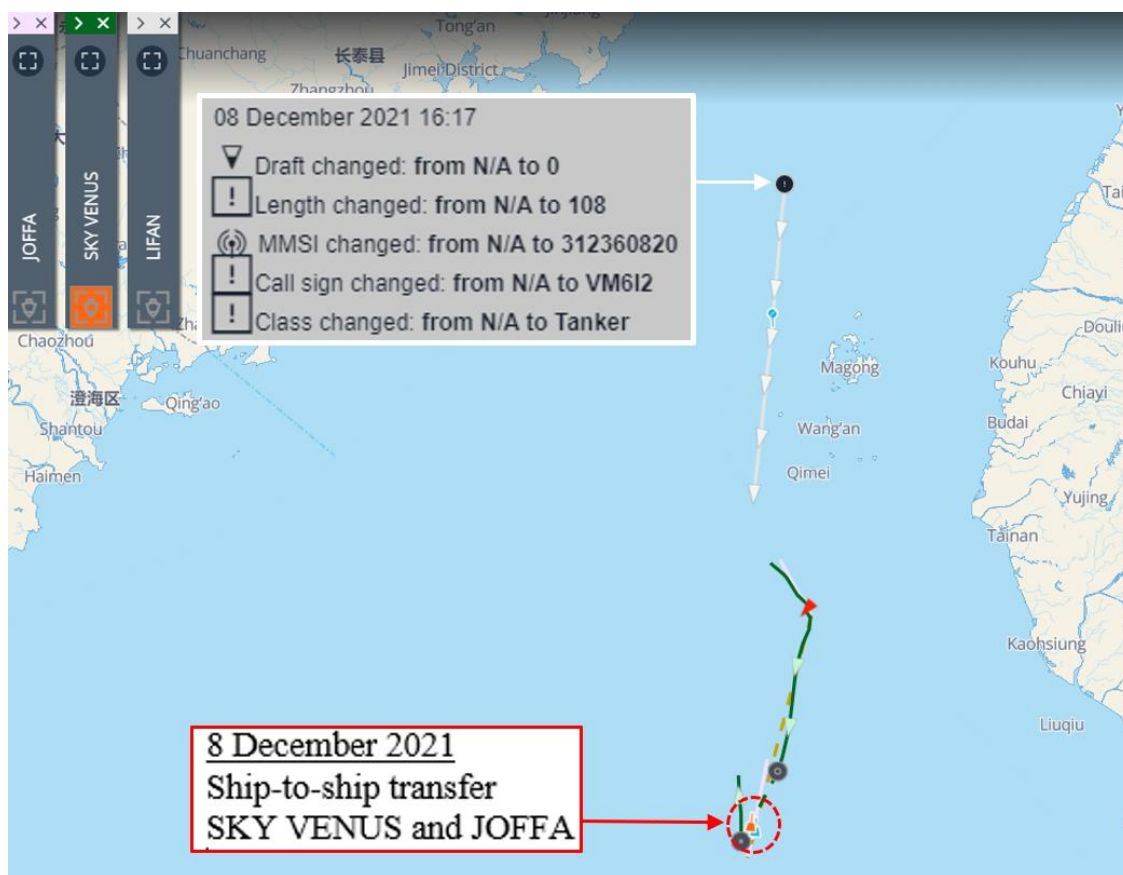 > ×
> ×
> ×
JOFFA
SKY VENUS
LIFAN
Tong'an
Chuanchang
长泰县
Jimei District
Zhangzhou
08 December 2021 16:17
Draft changed: from N/A to 0
! Length changed: from N/A to 108
MMSI changed: from N/A to 312360820
! Call sign changed: from N/A to VM6I2
! Class changed: from N/A to Tanker
Chaozhou
澄海区
Qing'ao
Shantou
Haimen
Magong
Wang'an
Qimei
Kouhu
Chiayi
Budai
Yujing
Tainan
Kaohsiung
Liuqiu
8 December 2021
Ship-to-ship transfer
SKY VENUS and JOFFA